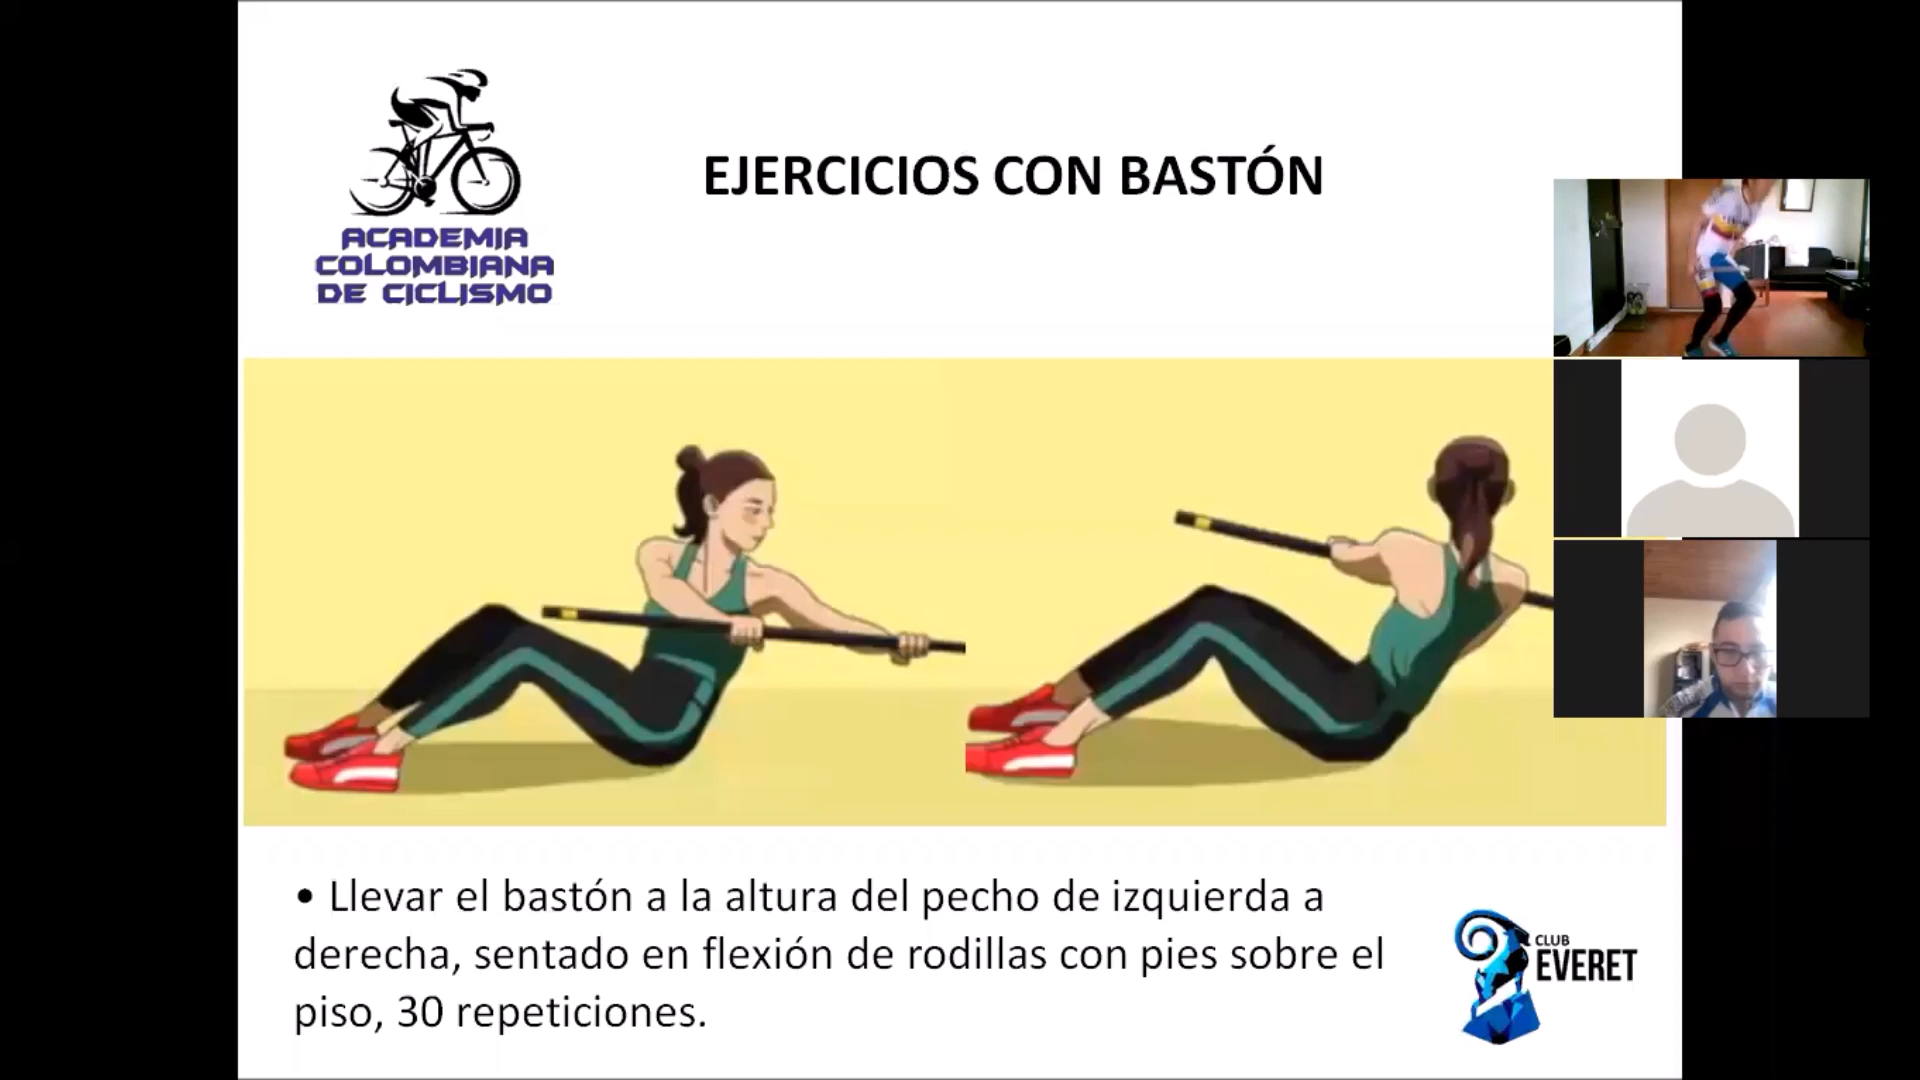 ACADEMIA
COLOMBIANA
DE CICLISMO
EJERCICIOS CON BASTÓN
• Llevar el bastón a la altura del pecho de izquierda a
derecha, sentado en flexión de rodillas con pies sobre el
piso, 30 repeticiones.
CLUB
EVERET